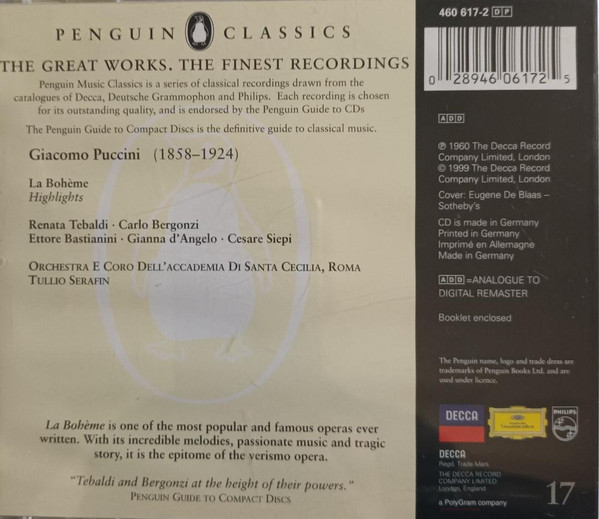 PENGUIN CLASSICS
THE GREAT WORKS. THE FINEST RECORDINGS
Penguin Music Classics is a series of classical recordings drawn from the
catalogues of Decca, Deutsche Grammophon and Philips. Each recording is chosen
for its outstanding quality, and is endorsed by the Penguin Guide to CDs
The Penguin Guide to Compact Discs is the definitive guide to classical music.
Giacomo Puccini (1858–1924)
La Bohème
Highlights
Renata Tebaldi · Carlo Bergonzi
Ettore Bastianini · Gianna d'Angelo · Cesare Siepi
ORCHESTRA E CORO DELL'ACCADEMIA DI SANTA CECILIA, ROMA
TULLIO SERAFIN
La Bohème is one of the most popular and famous operas ever
written. With its incredible melodies, passionate music and tragic
story, it is the epitome of the verismo opera.
"Tebaldi and Bergonzi at the height of their powers."
PENGUIN GUIDE TO COMPACT DISCS
460 617-2 DP
0 28946 06172 5
ADD
℗ 1960 The Decca Record
Company Limited, London
© 1999 The Decca Record
Company Limited, London
Cover: Eugene De Blaas –
Sotheby's
CD is made in Germany
Printed in Germany
Imprimé en Allemagne
Made in Germany
ADD=ANALOGUE TO
DIGITAL REMASTER
Booklet enclosed
The Penguin name, logo and trade dress are
trademarks of Penguin Books Ltd. and are
used under licence.
DECCA
PHILIPS
DECCA
Regd. Trade Mark
THE DECCA RECORD
COMPANY LIMITED
London, England
a PolyGram company
17